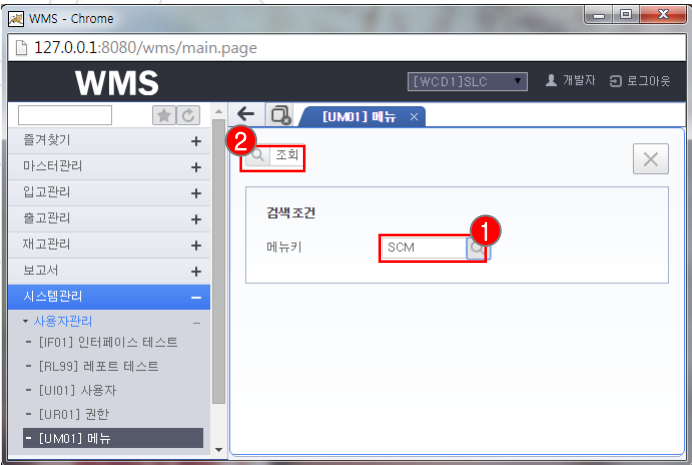 WMS - Chrome
127.0.0.1:8080/wms/main.page
WMS
[WCD1]SLC
개발자
로그아웃
[UM01] 메뉴
즐겨찾기
마스터관리
입고관리
출고관리
재고관리
보고서
시스템관리
사용자관리
- [IF01] 인터페이스 테스트
- [RL99] 레포트 테스트
- [UI01] 사용자
- [UR01] 권한
- [UM01] 메뉴
2
조회
검색 조건
1
메뉴키
SCM